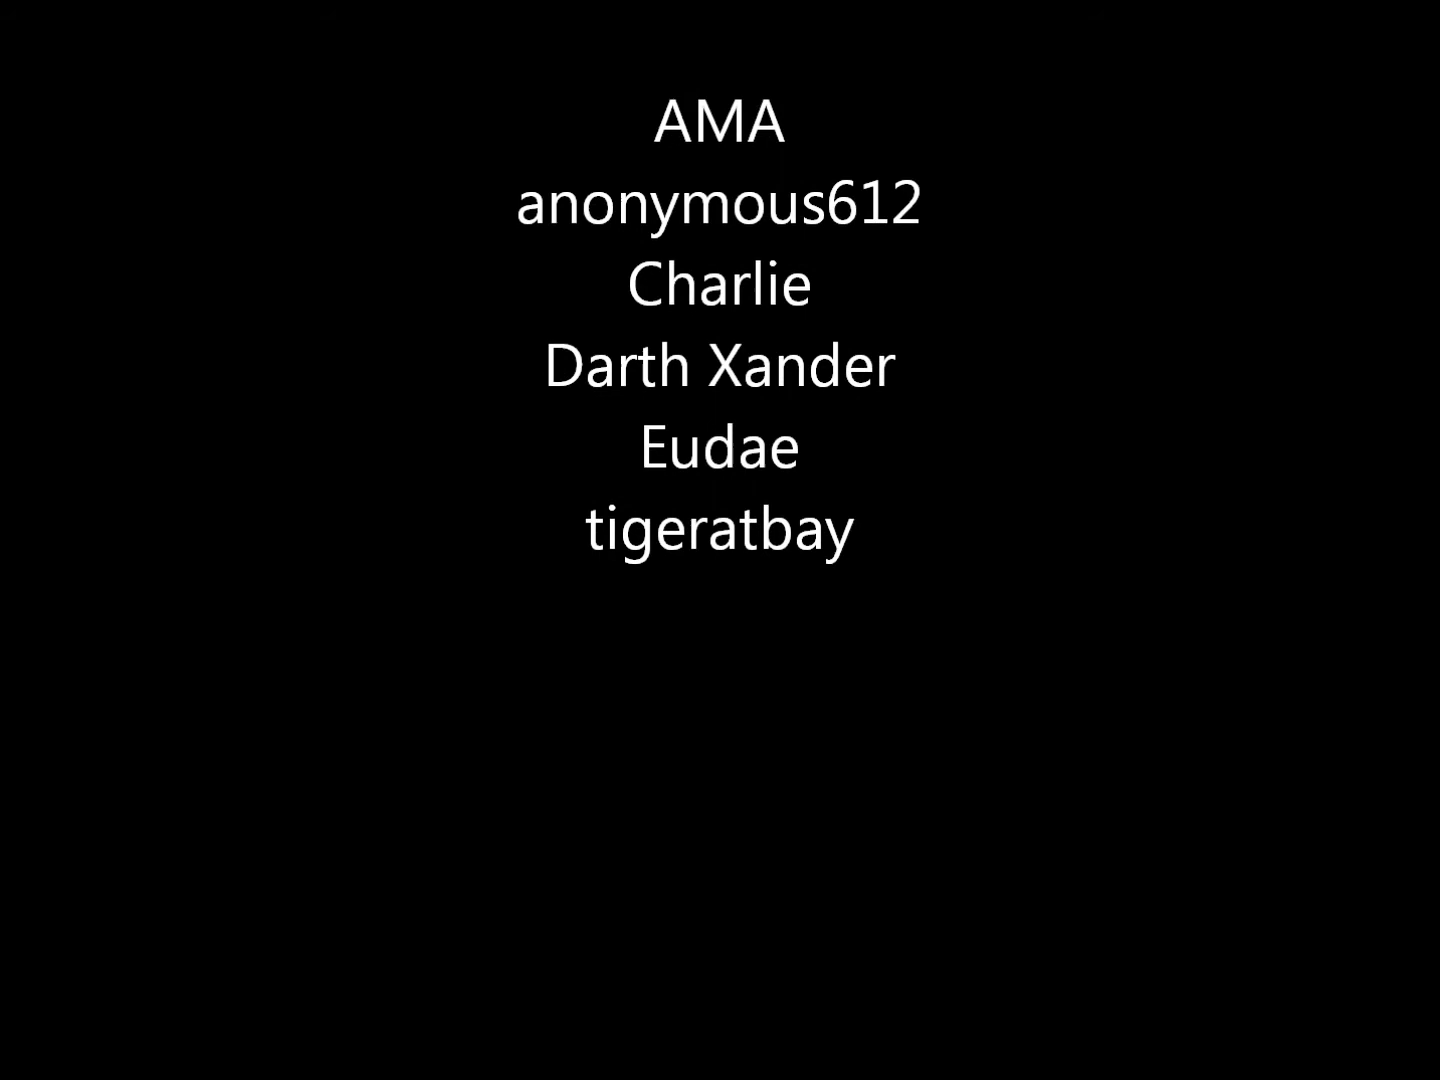 AMA
anonymous612
Charlie
Darth Xander
Eudae
tigeratbay